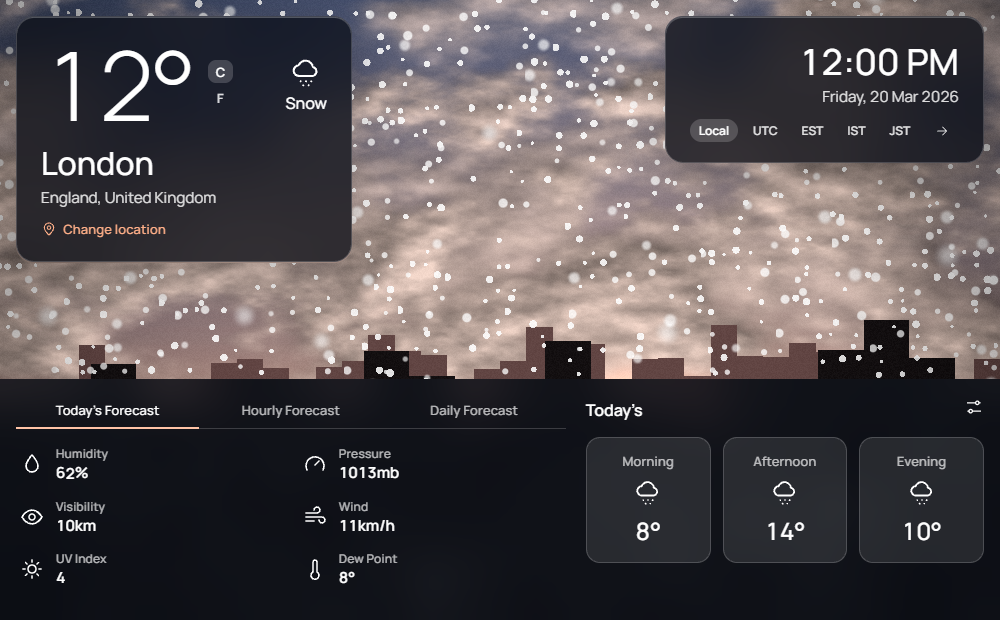 12°
C
F
Snow
London
England, United Kingdom
Change location
12:00 PM
Friday, 20 Mar 2026
Local UTC EST IST JST
Today's Forecast Hourly Forecast Daily Forecast
Humidity
62%
Pressure
1013mb
Visibility
10km
Wind
11km/h
UV Index
4
Dew Point
8°
Today's
Morning
8°
Afternoon
14°
Evening
10°